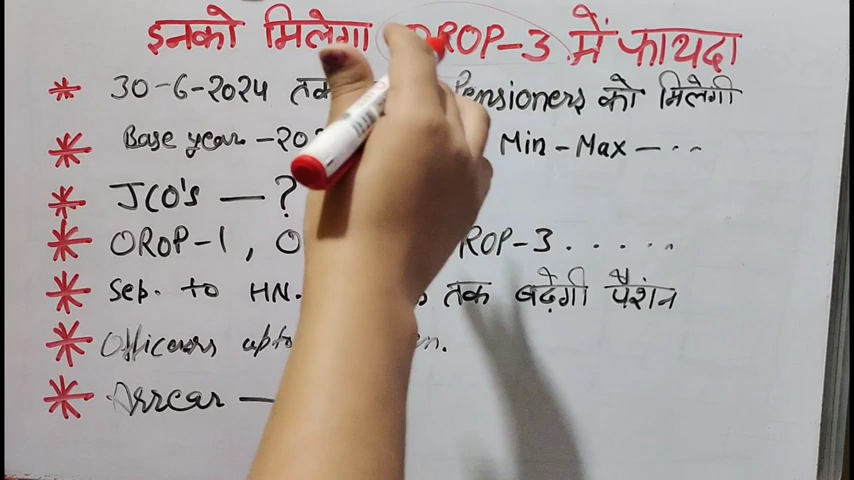 इनको मिलेगा OROP-3 में फायदा
* 30-6-2024 तक Pensioners को मिलेगी
* Base year - 20 Min - Max - ..
* JCO's - ?
* OROP-1, O ROP-3 . . . . .
* Sep. to HN. तक बढ़ेगी पैंशन
* Officers upto n.
* Arrear -